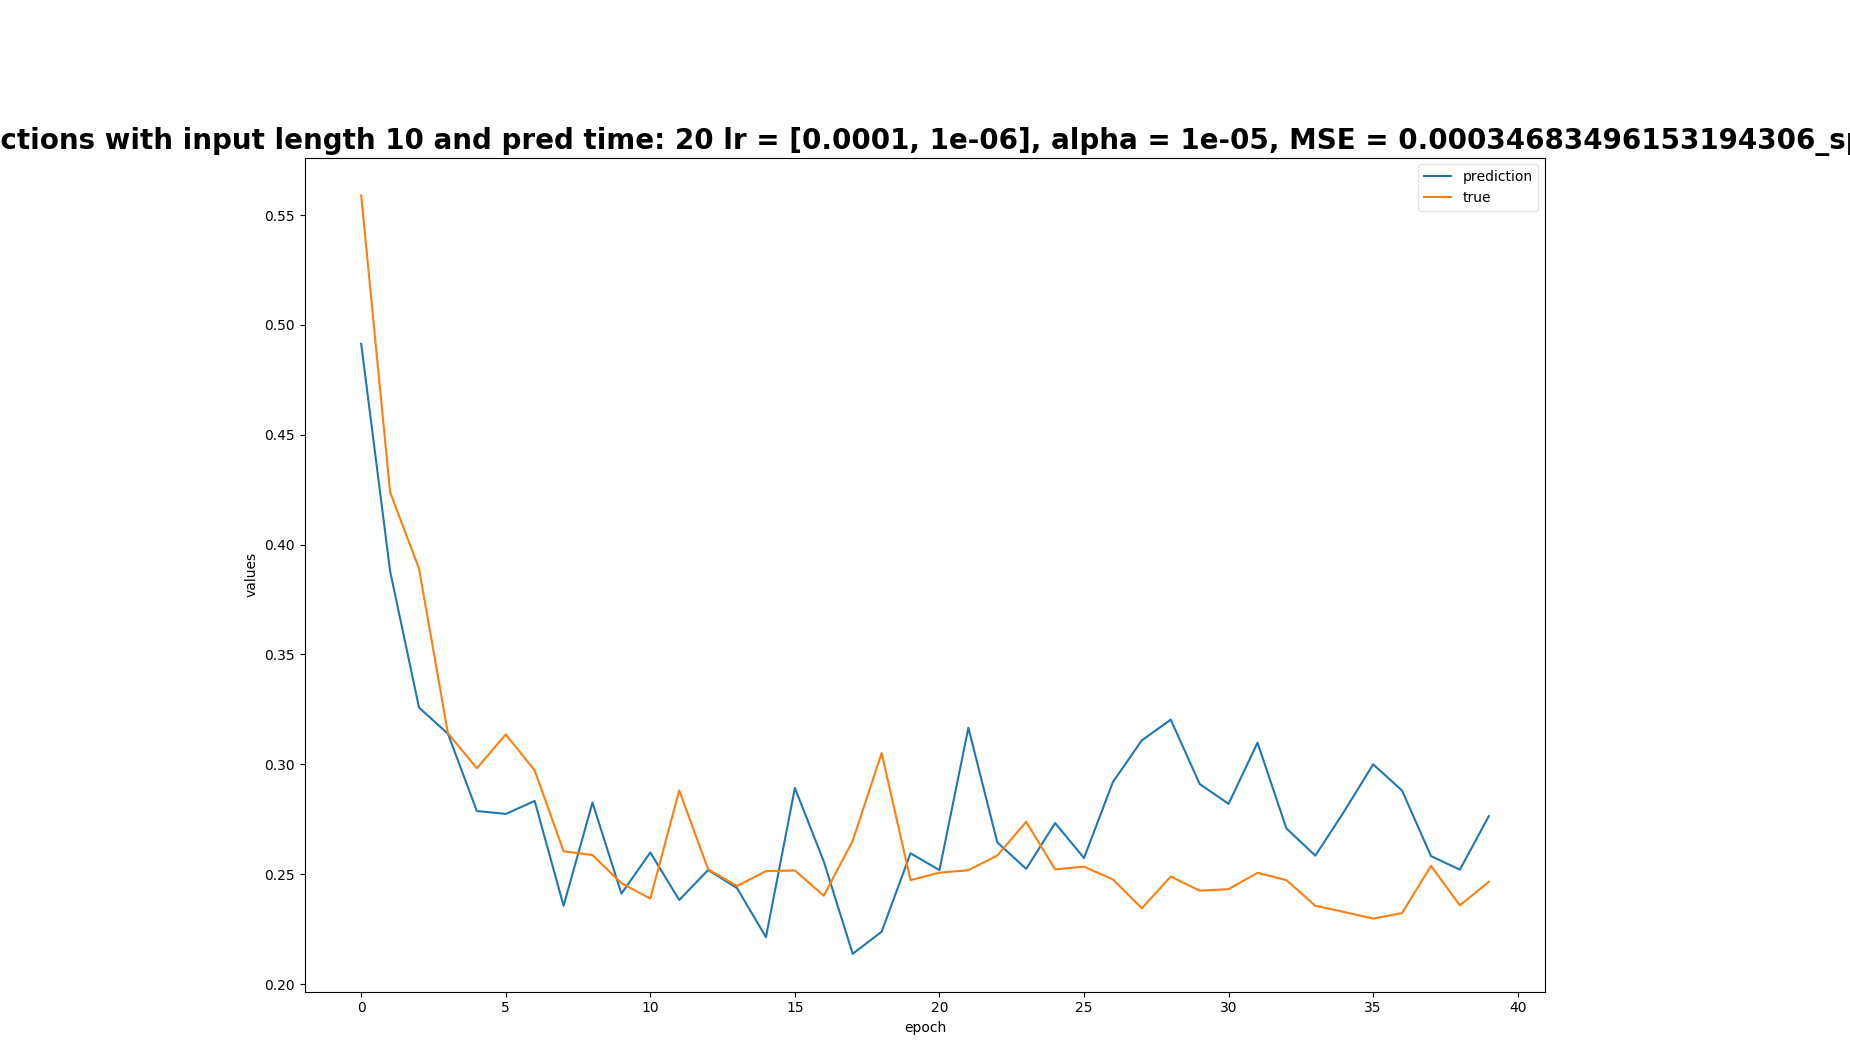 ctions with input length 10 and pred time: 20 lr = [0.0001, 1e-06], alpha = 1e-05, MSE = 0.00034683496153194306_sp
prediction
true
0.55
0.50
0.45
0.40
0.35
0.30
0.25
0.20
values
0 5 10 15 20 25 30 35 40
epoch